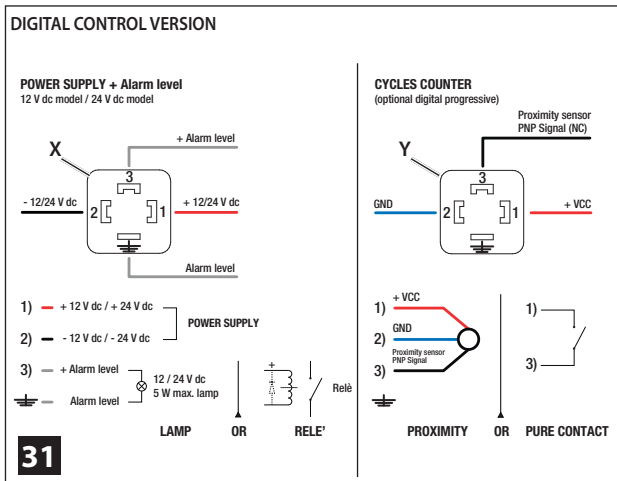 DIGITAL CONTROL VERSION
POWER SUPPLY + Alarm level
12 V dc model / 24 V dc model
+ Alarm level
X
3
- 12/24 V dc
2
1
+ 12/24 V dc
Alarm level
1) + 12 V dc / + 24 V dc
2) - 12 V dc / - 24 V dc
POWER SUPPLY
3) + Alarm level
Alarm level
12 / 24 V dc
5 W max. lamp
+
Relè
LAMP OR RELE'
31
CYCLES COUNTER
(optional digital progressive)
Proximity sensor
PNP Signal (NC)
Y
3
GND
2
1
+ VCC
1) + VCC
2) GND
Proximity sensor
3) PNP Signal
1)
3)
PROXIMITY OR PURE CONTACT